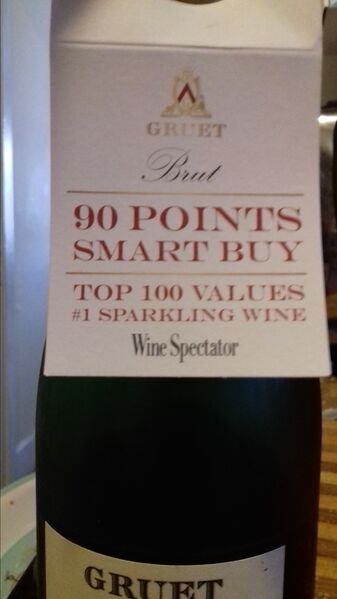 GRUET
Brut
90 POINTS
SMART BUY
TOP 100 VALUES
#1 SPARKLING WINE
Wine Spectator
GRUET